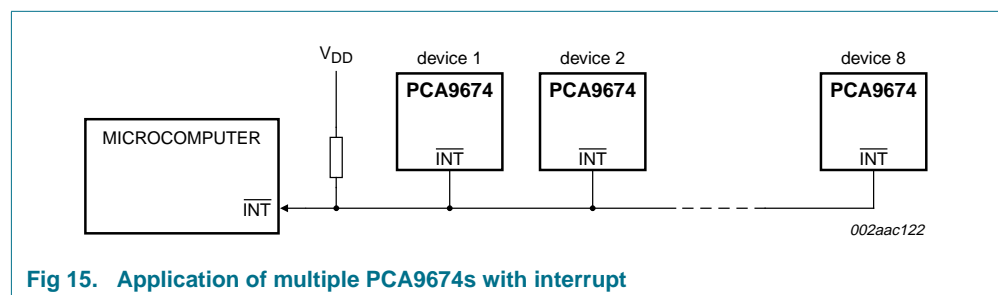 V_DD
device 1
device 2
device 8
PCA9674
PCA9674
PCA9674
MICROCOMPUTER
INT
INT
INT
INT
002aac122
Fig 15. Application of multiple PCA9674s with interrupt